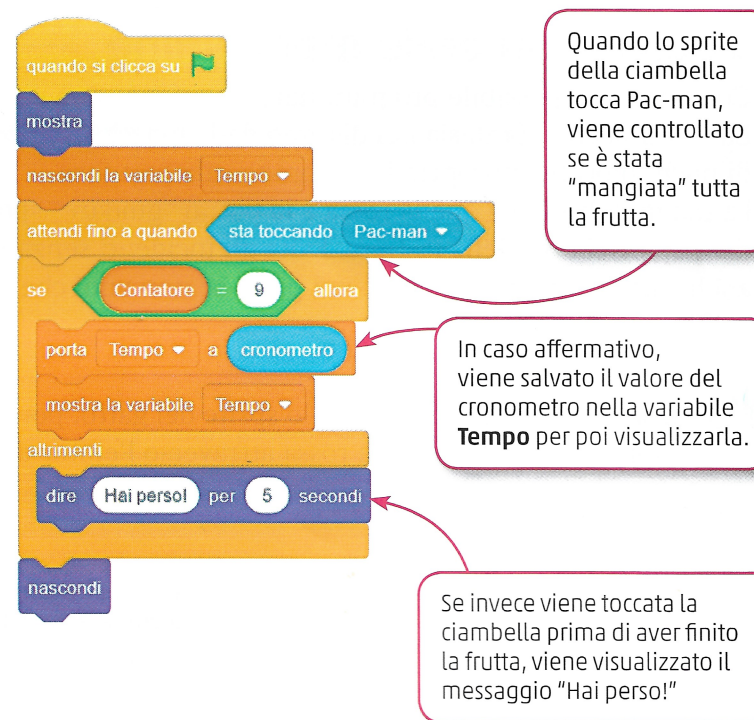 quando si clicca su
mostra
nascondi la variabile Tempo
attendi fino a quando sta toccando Pac-man
se Contatore = 9 allora
porta Tempo a cronometro
mostra la variabile Tempo
altrimenti
dire Hai perso! per 5 secondi
nascondi
Quando lo sprite
della ciambella
tocca Pac-man,
viene controllato
se è stata
"mangiata" tutta
la frutta.
In caso affermativo,
viene salvato il valore del
cronometro nella variabile
Tempo per poi visualizzarla.
Se invece viene toccata la
ciambella prima di aver finito
la frutta, viene visualizzato il
messaggio "Hai perso!"